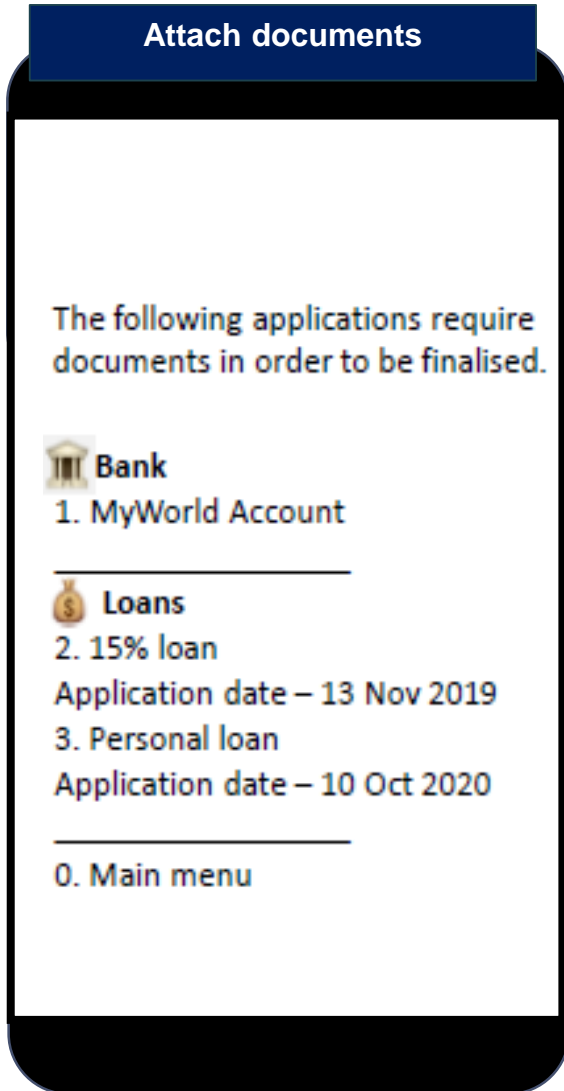 Attach documents
The following applications require
documents in order to be finalised.
Bank
1. MyWorld Account
Loans
2. 15% loan
Application date – 13 Nov 2019
3. Personal loan
Application date – 10 Oct 2020
0. Main menu